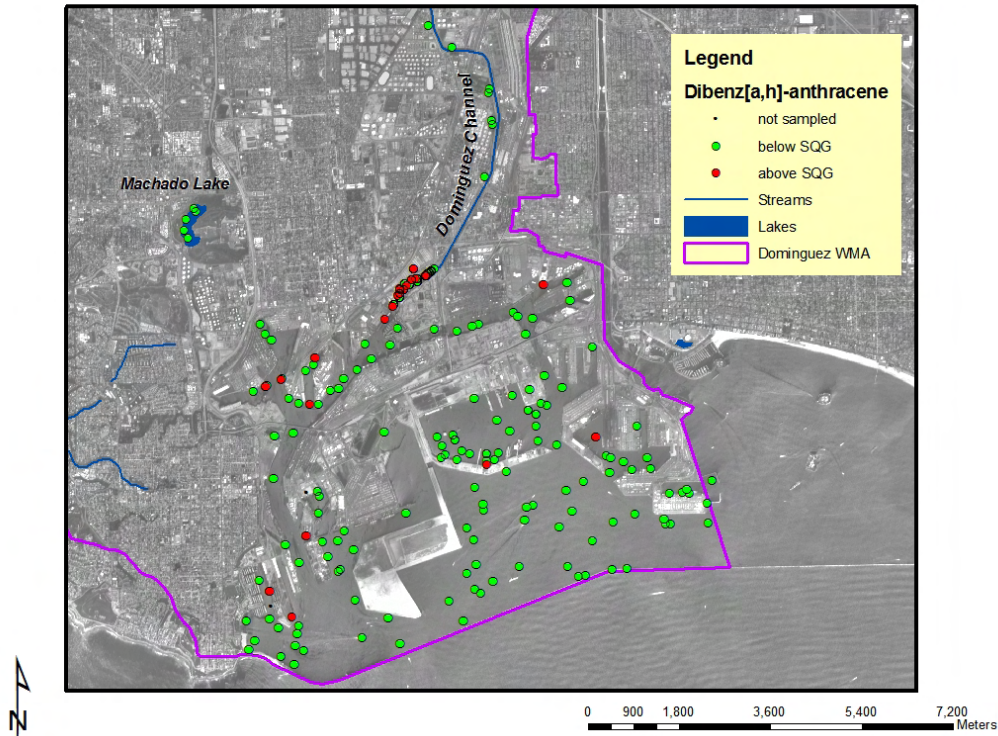 Legend
Dibenz[a,h]-anthracene
not sampled
below SQG
above SQG
Streams
Lakes
Dominguez WMA
Dominguez Channel
Machado Lake
N
0 900 1,800 3,600 5,400 7,200
Meters